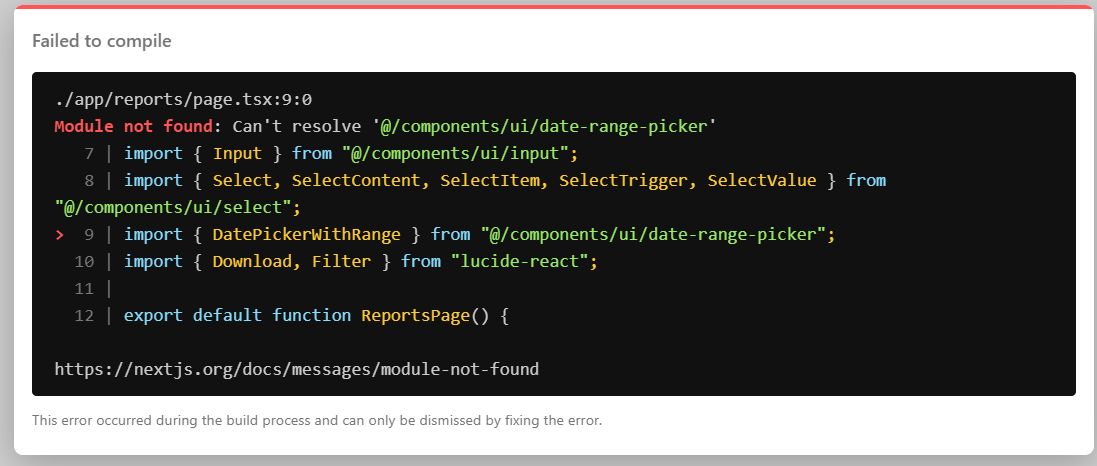 Failed to compile
./app/reports/page.tsx:9:0
Module not found: Can't resolve '@/components/ui/date-range-picker'
7 | import { Input } from "@/components/ui/input";
8 | import { Select, SelectContent, SelectItem, SelectTrigger, SelectValue } from
"@/components/ui/select";
> 9 | import { DatePickerWithRange } from "@/components/ui/date-range-picker";
10 | import { Download, Filter } from "lucide-react";
11 |
12 | export default function ReportsPage() {
https://nextjs.org/docs/messages/module-not-found
This error occurred during the build process and can only be dismissed by fixing the error.